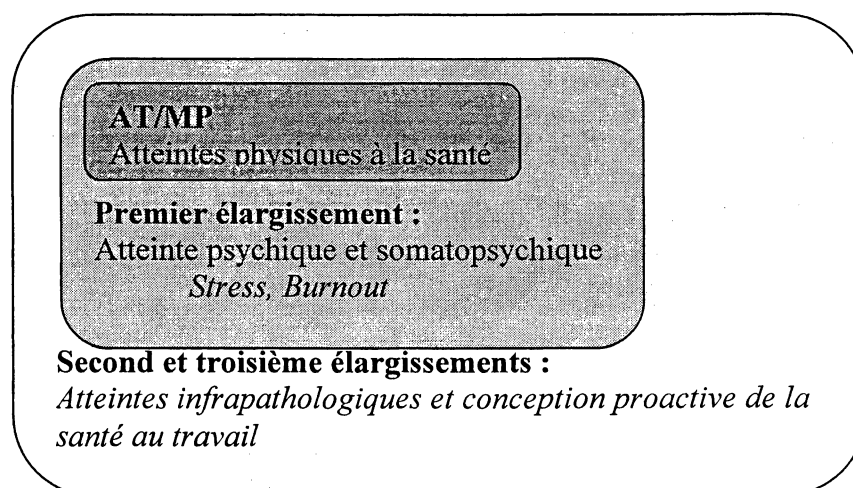 AT/MP
Atteintes physiques à la santé
Premier élargissement :
Atteinte psychique et somatopsychique
Stress, Burnout
Second et troisième élargissements :
Atteintes infrapathologiques et conception proactive de la
santé au travail